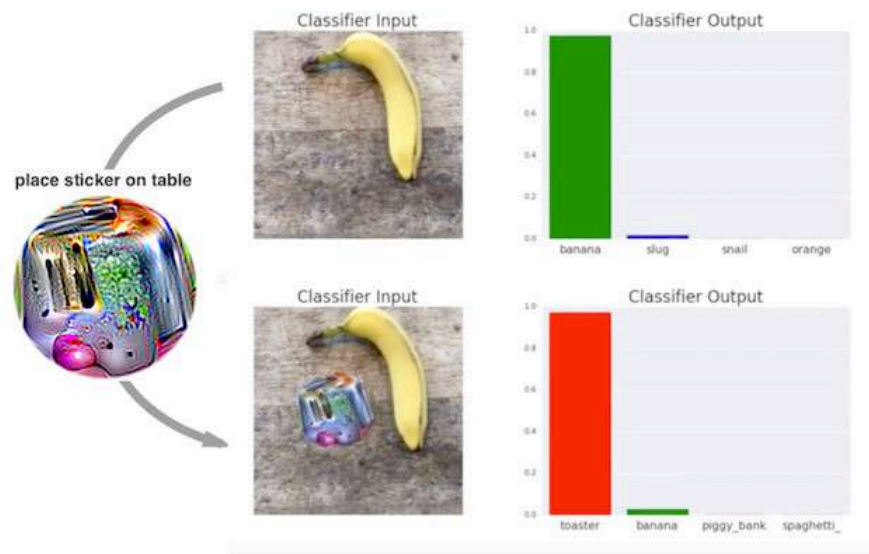 Classifier Input
Classifier Output
1.0
0.8
0.6
0.4
0.2
0.0
banana slug snail orange
place sticker on table
Classifier Input
Classifier Output
1.0
0.8
0.6
0.4
0.2
0.0
toaster banana piggy_bank spaghetti_